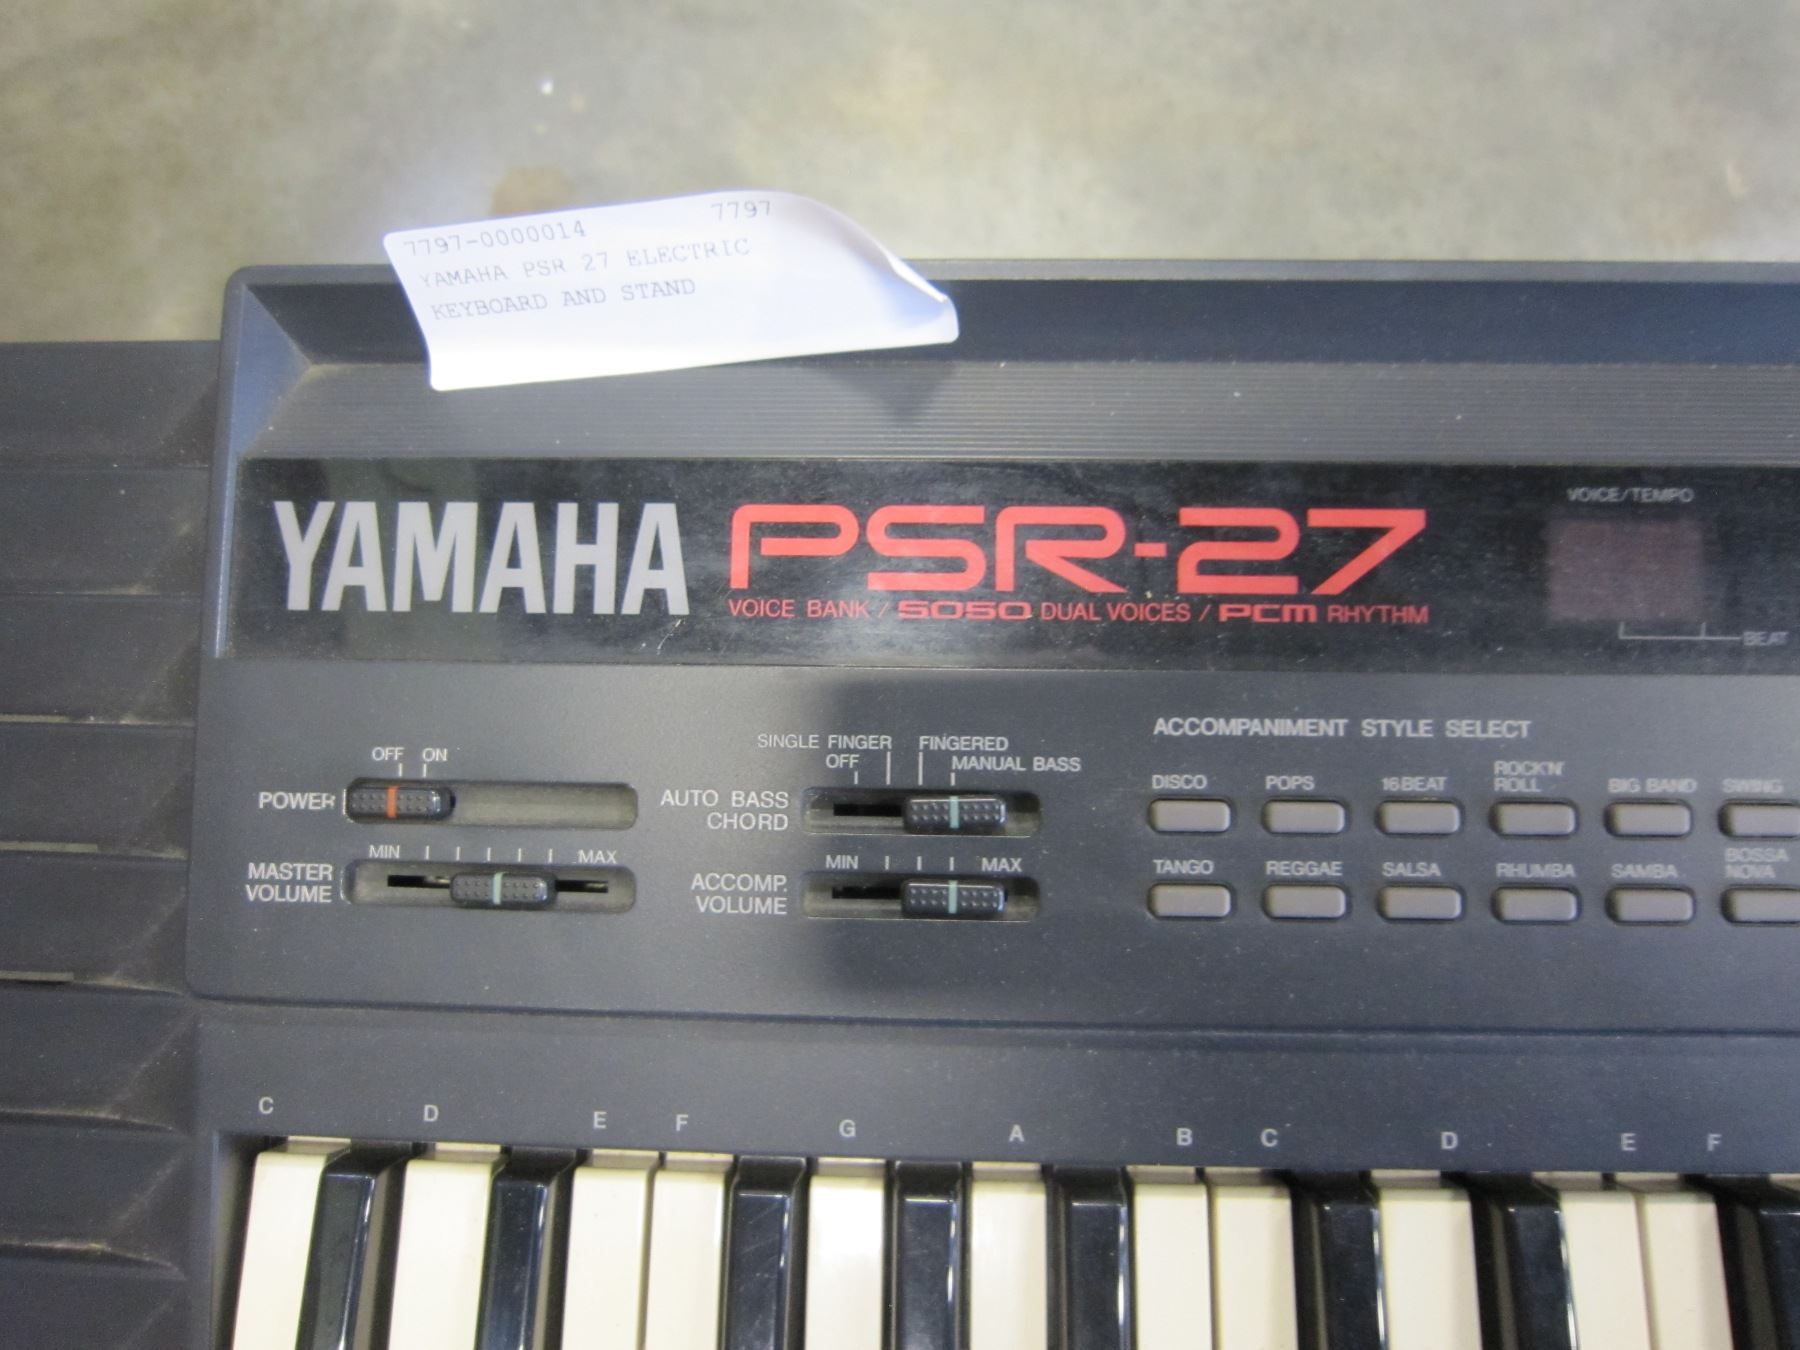 7797-0000014 7797
YAMAHA PSR 27 ELECTRIC
KEYBOARD AND STAND
YAMAHA PSR-27
VOICE BANK / 5050 DUAL VOICES / PCM RHYTHM
VOICE/TEMPO
BEAT
OFF ON
POWER
MIN MAX
MASTER
VOLUME
SINGLE FINGER FINGERED
OFF MANUAL BASS
AUTO BASS
CHORD
MIN MAX
ACCOMP.
VOLUME
ACCOMPANIMENT STYLE SELECT
DISCO POPS 16BEAT ROCK'N' ROLL BIG BAND SWING
TANGO REGGAE SALSA RHUMBA SAMBA BOSSA NOVA
C D E F G A B C D E F